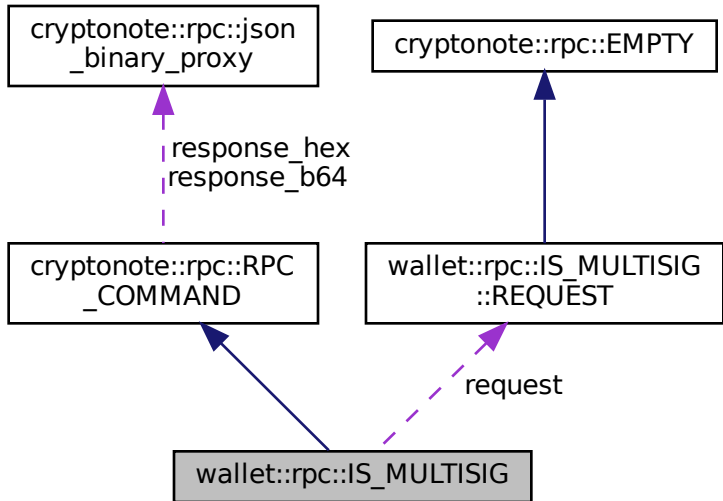 cryptonote::rpc::json
_binary_proxy
cryptonote::rpc::EMPTY
response_hex
response_b64
cryptonote::rpc::RPC
_COMMAND
wallet::rpc::IS_MULTISIG
::REQUEST
request
wallet::rpc::IS_MULTISIG